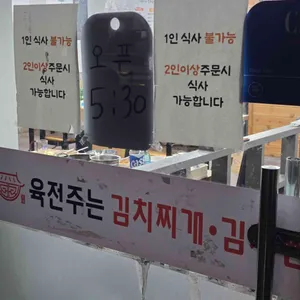 1인 식사 불가능
2인이상주문시
식사
가능합니다
오픈
5:30
1인 식사 불가능
2인이상주문시
식사
가능합니다
육전주는 김치찌개·김